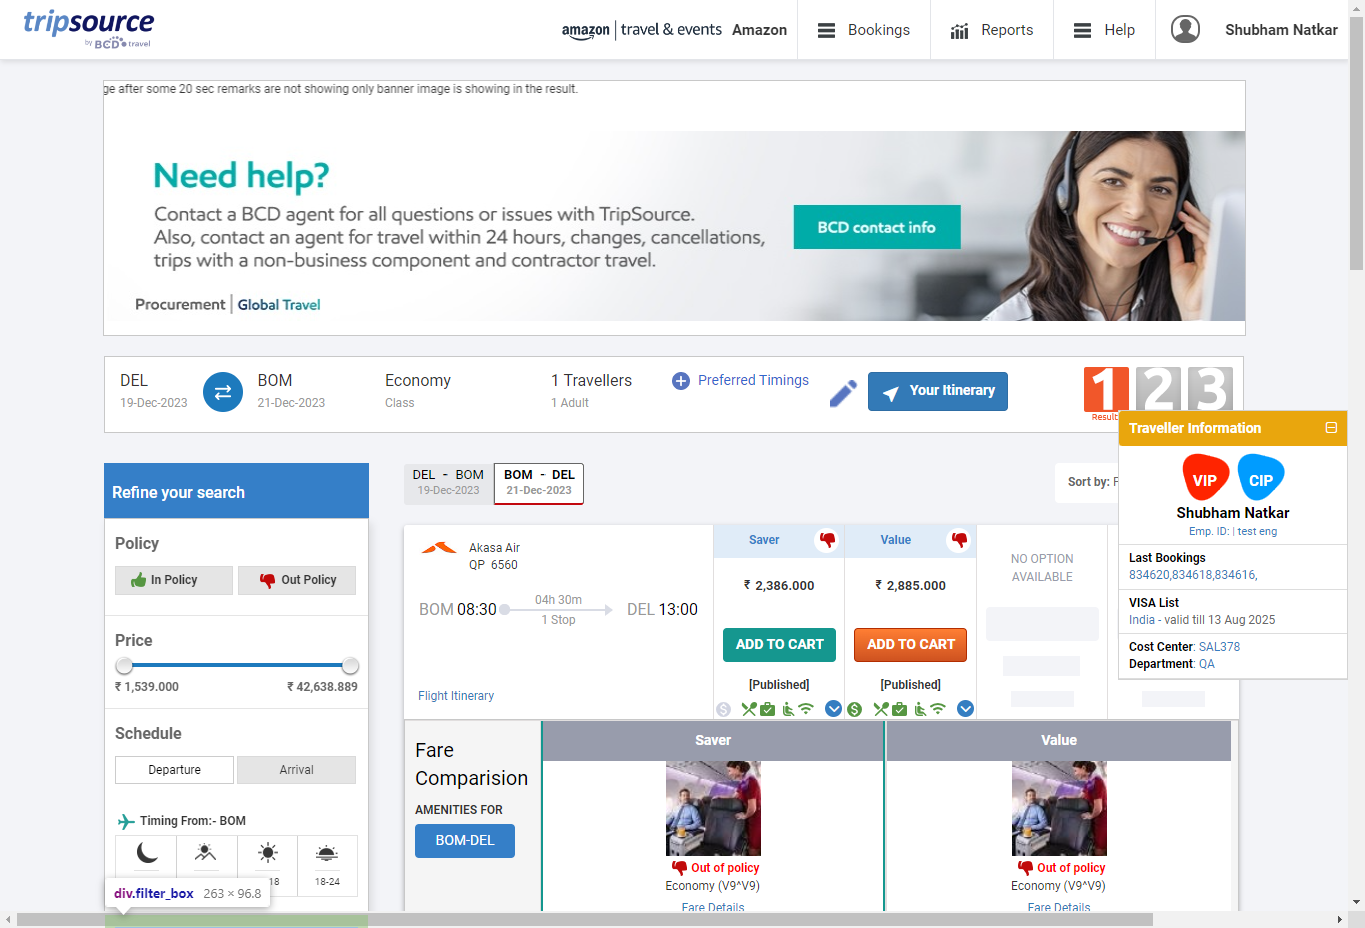 tripsource
by BCD travel
amazon travel & events Amazon
Bookings
Reports
Help
Shubham Natkar
ge after some 20 sec remarks are not showing only banner image is showing in the result.
Need help?
Contact a BCD agent for all questions or issues with TripSource.
Also, contact an agent for travel within 24 hours, changes, cancellations,
trips with a non-business component and contractor travel.
BCD contact info
Procurement | Global Travel
DEL
19-Dec-2023
BOM
21-Dec-2023
Economy
Class
1 Travellers
1 Adult
Preferred Timings
Your Itinerary
1 2 3
Result
Traveller Information
VIP CIP
Shubham Natkar
Emp. ID: | test eng
Last Bookings
834620,834618,834616,
VISA List
India - valid till 13 Aug 2025
Cost Center: SAL378
Department: QA
Refine your search
Policy
In Policy
Out Policy
Price
₹ 1,539.000
₹ 42,638.889
Schedule
Departure
Arrival
Timing From:- BOM
18
18-24
div.filter_box 263 × 96.8
DEL - BOM
19-Dec-2023
BOM - DEL
21-Dec-2023
Sort by: F
Akasa Air
QP 6560
BOM 08:30
04h 30m
1 Stop
DEL 13:00
Flight Itinerary
Saver
₹ 2,386.000
ADD TO CART
[Published]
Value
₹ 2,885.000
ADD TO CART
[Published]
NO OPTION
AVAILABLE
Fare
Comparision
AMENITIES FOR
BOM-DEL
Saver
Out of policy
Economy (V9^V9)
Fare Details
Value
Out of policy
Economy (V9^V9)
Fare Details